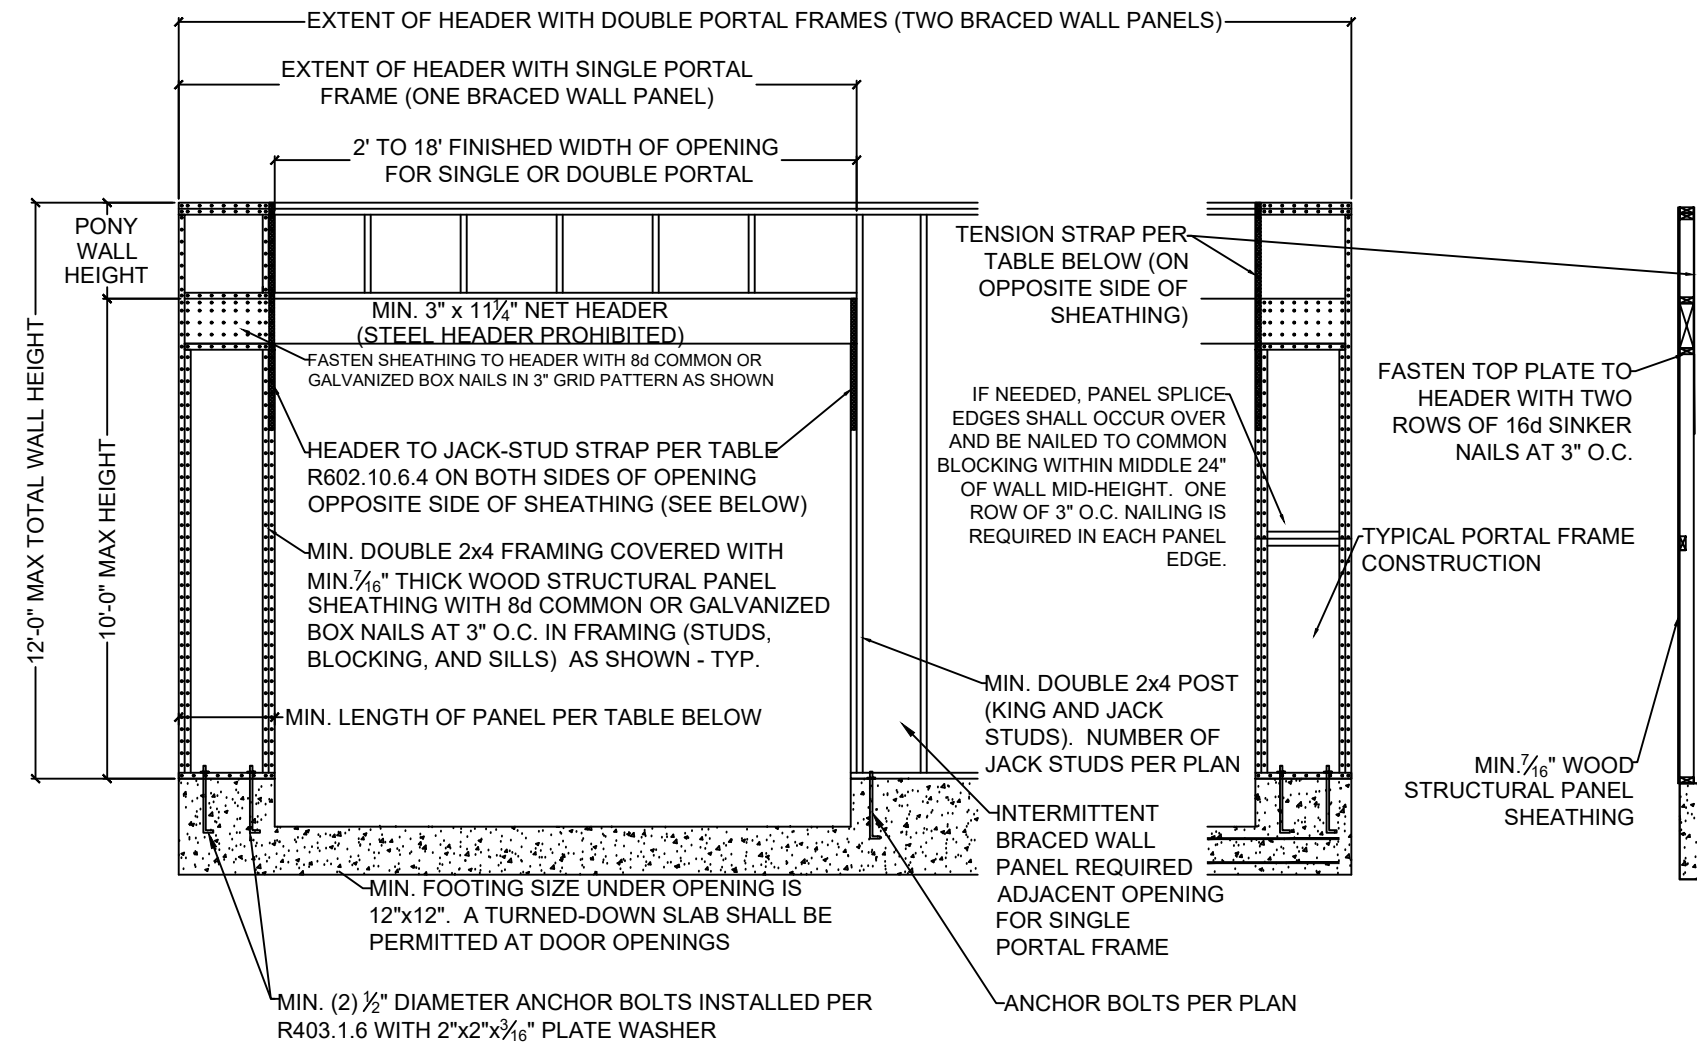 EXTENT OF HEADER WITH DOUBLE PORTAL FRAMES (TWO BRACED WALL PANELS)
EXTENT OF HEADER WITH SINGLE PORTAL
FRAME (ONE BRACED WALL PANEL)
2' TO 18' FINISHED WIDTH OF OPENING
FOR SINGLE OR DOUBLE PORTAL
PONY
WALL
HEIGHT
12'-0" MAX TOTAL WALL HEIGHT
10'-0" MAX HEIGHT
MIN. 3" x 11¼" NET HEADER
(STEEL HEADER PROHIBITED)
FASTEN SHEATHING TO HEADER WITH 8d COMMON OR
GALVANIZED BOX NAILS IN 3" GRID PATTERN AS SHOWN
HEADER TO JACK-STUD STRAP PER TABLE
R602.10.6.4 ON BOTH SIDES OF OPENING
OPPOSITE SIDE OF SHEATHING (SEE BELOW)
MIN. DOUBLE 2x4 FRAMING COVERED WITH
MIN.7⁄16" THICK WOOD STRUCTURAL PANEL
SHEATHING WITH 8d COMMON OR GALVANIZED
BOX NAILS AT 3" O.C. IN FRAMING (STUDS,
BLOCKING, AND SILLS) AS SHOWN - TYP.
MIN. LENGTH OF PANEL PER TABLE BELOW
MIN. FOOTING SIZE UNDER OPENING IS
12"x12". A TURNED-DOWN SLAB SHALL BE
PERMITTED AT DOOR OPENINGS
MIN. (2) ½" DIAMETER ANCHOR BOLTS INSTALLED PER
R403.1.6 WITH 2"x2"x3⁄16" PLATE WASHER
TENSION STRAP PER
TABLE BELOW (ON
OPPOSITE SIDE OF
SHEATHING)
IF NEEDED, PANEL SPLICE
EDGES SHALL OCCUR OVER
AND BE NAILED TO COMMON
BLOCKING WITHIN MIDDLE 24"
OF WALL MID-HEIGHT. ONE
ROW OF 3" O.C. NAILING IS
REQUIRED IN EACH PANEL
EDGE.
MIN. DOUBLE 2x4 POST
(KING AND JACK
STUDS). NUMBER OF
JACK STUDS PER PLAN
INTERMITTENT
BRACED WALL
PANEL REQUIRED
ADJACENT OPENING
FOR SINGLE
PORTAL FRAME
ANCHOR BOLTS PER PLAN
FASTEN TOP PLATE TO
HEADER WITH TWO
ROWS OF 16d SINKER
NAILS AT 3" O.C.
TYPICAL PORTAL FRAME
CONSTRUCTION
MIN.7⁄16" WOOD
STRUCTURAL PANEL
SHEATHING